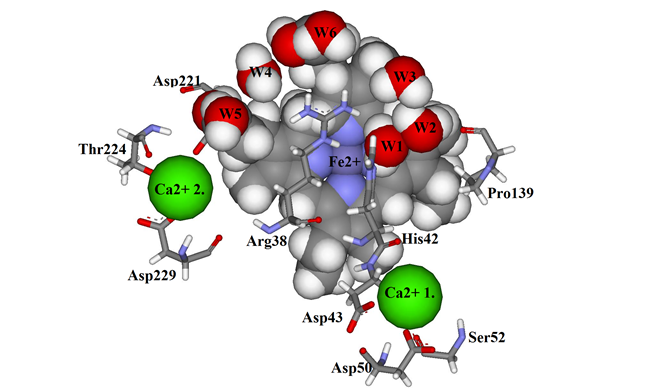 W6
W4
W3
Asp221
W5
W2
W1
Thr224
Fe2+
Ca2+ 2.
Pro139
Arg38
His42
Asp229
Ca2+ 1.
Asp43
Ser52
Asp50